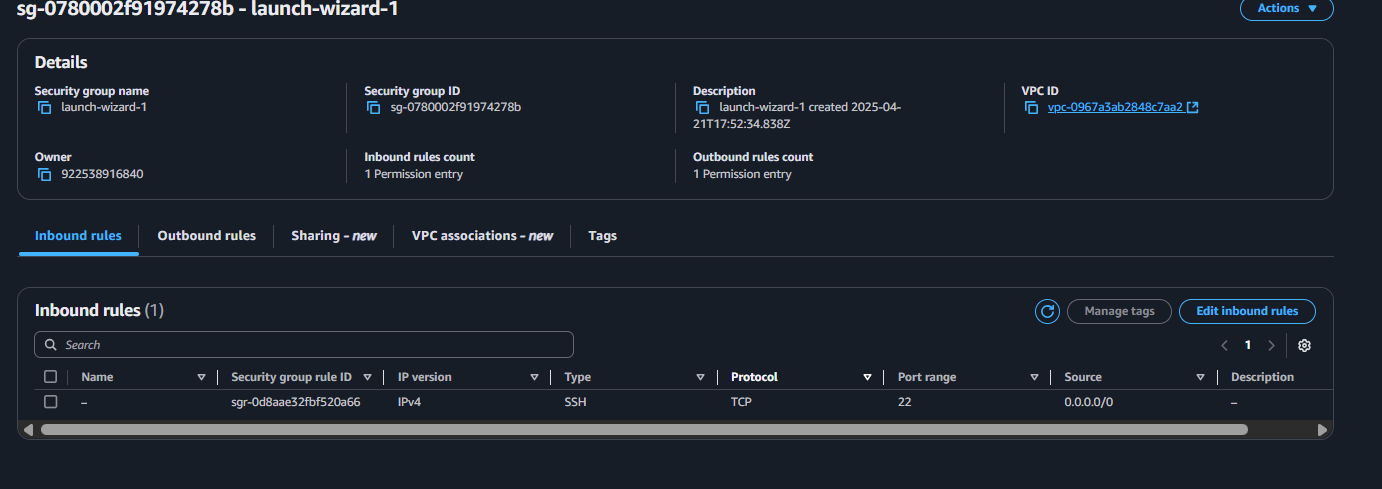 sg-0780002f91974278b - launch-wizard-1
Actions
Details
Security group name
launch-wizard-1
Security group ID
sg-0780002f91974278b
Description
launch-wizard-1 created 2025-04-
21T17:52:34.838Z
VPC ID
vpc-0967a3ab2848c7aa2
Owner
922538916840
Inbound rules count
1 Permission entry
Outbound rules count
1 Permission entry
Inbound rules
Outbound rules
Sharing - new
VPC associations - new
Tags
Inbound rules (1)
Manage tags
Edit inbound rules
Search
1
Name Security group rule ID IP version Type Protocol Port range Source Description
– sgr-0d8aae32fbf520a66 IPv4 SSH TCP 22 0.0.0.0/0 –